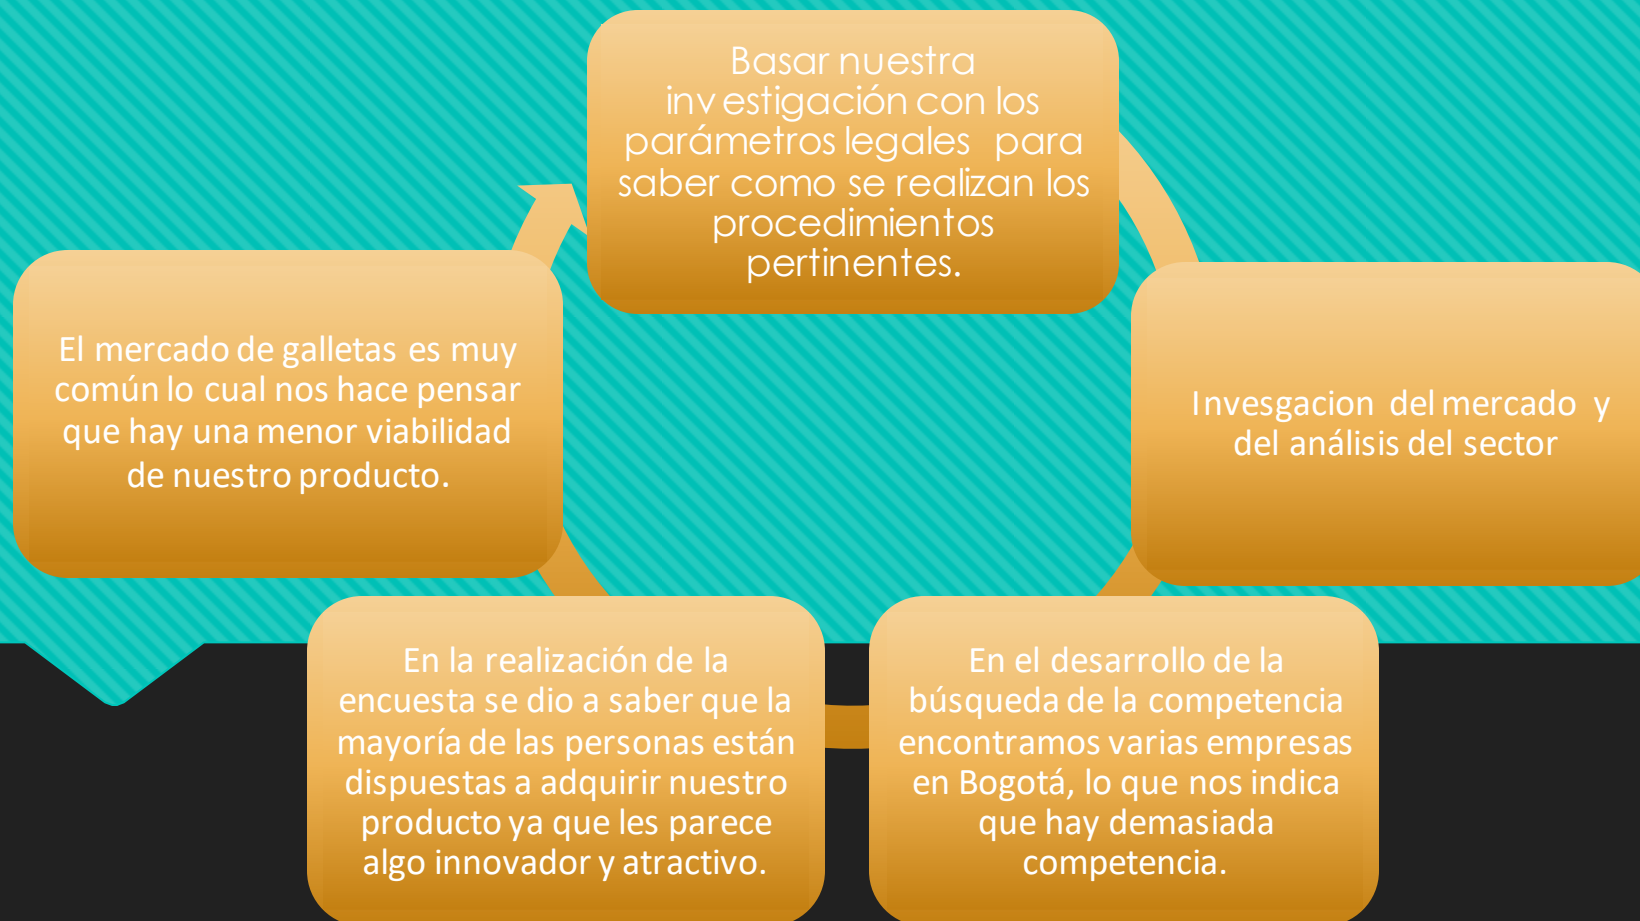 Basar nuestra
investigación con los
parámetros legales para
saber como se realizan los
procedimientos
pertinentes.
Invesgacion del mercado y
del análisis del sector
En el desarrollo de la
búsqueda de la competencia
encontramos varias empresas
en Bogotá, lo que nos indica
que hay demasiada
competencia.
En la realización de la
encuesta se dio a saber que la
mayoría de las personas están
dispuestas a adquirir nuestro
producto ya que les parece
algo innovador y atractivo.
El mercado de galletas es muy
común lo cual nos hace pensar
que hay una menor viabilidad
de nuestro producto.